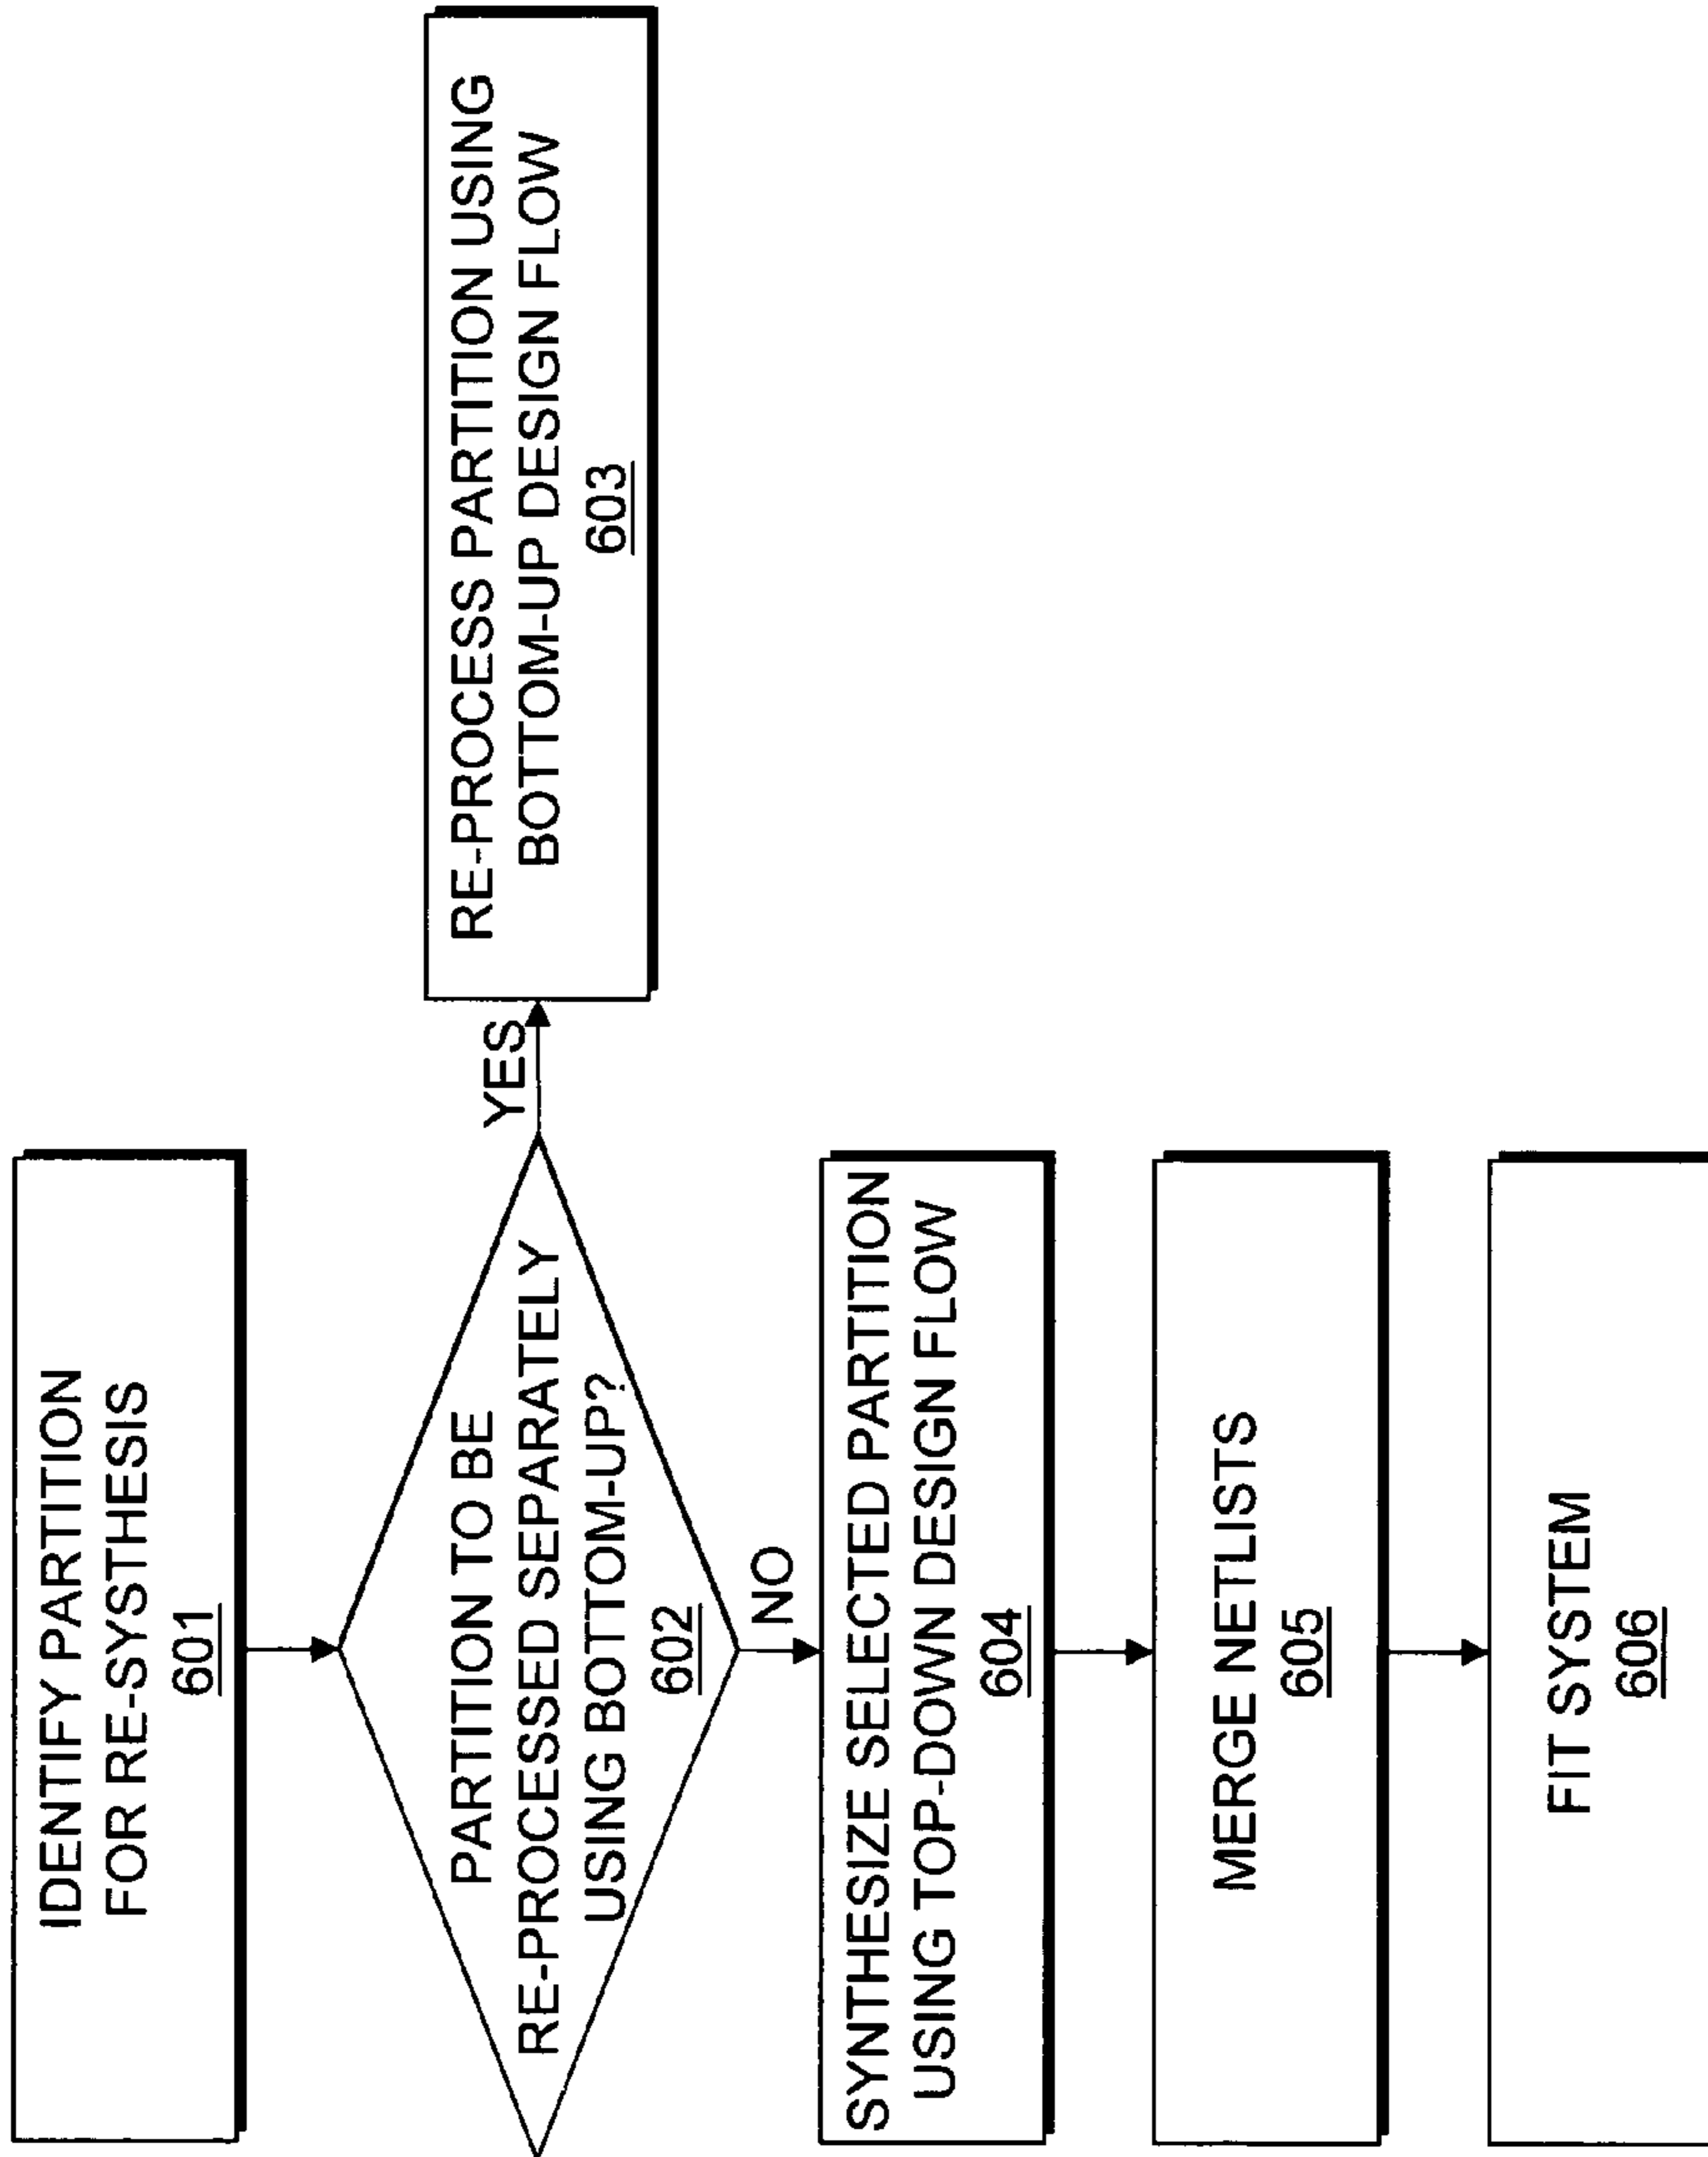 IDENTIFY PARTITION
FOR RE-SYSTHESIS
601
PARTITION TO BE
RE-PROCESSED SEPARATELY
USING BOTTOM-UP?
602
YES
RE-PROCESS PARTITION USING
BOTTOM-UP DESIGN FLOW
603
NO
SYNTHESIZE SELECTED PARTITION
USING TOP-DOWN DESIGN FLOW
604
MERGE NETLISTS
605
FIT SYSTEM
606